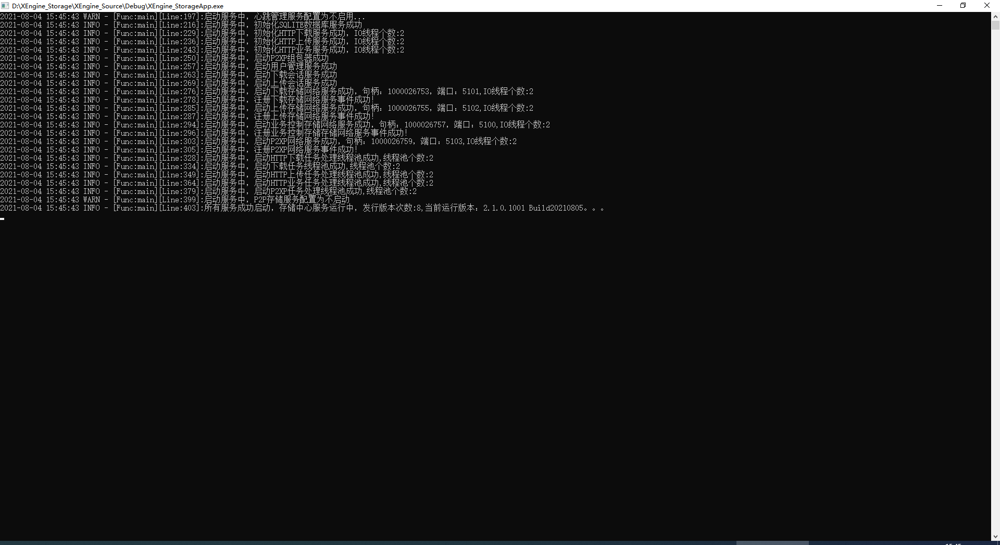 D:\XEngine_Storage\XEngine_Source\Debug\XEngine_StorageApp.exe
2021-08-04 15:45:43 WARN - [Func:main][Line:197]:启动服务中，心跳管理服务配置为不启用...
2021-08-04 15:45:43 INFO - [Func:main][Line:216]:启动服务中，初始化SQLITE数据库服务成功
2021-08-04 15:45:43 INFO - [Func:main][Line:229]:启动服务中，初始化HTTP下载服务成功，IO线程个数:2
2021-08-04 15:45:43 INFO - [Func:main][Line:236]:启动服务中，初始化HTTP上传服务成功，IO线程个数:2
2021-08-04 15:45:43 INFO - [Func:main][Line:243]:启动服务中，初始化HTTP业务服务成功，IO线程个数:2
2021-08-04 15:45:43 INFO - [Func:main][Line:250]:启动服务中，启动P2XP组包器成功
2021-08-04 15:45:43 INFO - [Func:main][Line:257]:启动服务中，启动用户管理服务成功
2021-08-04 15:45:43 INFO - [Func:main][Line:263]:启动服务中，启动下载会话服务成功
2021-08-04 15:45:43 INFO - [Func:main][Line:269]:启动服务中，启动上传会话服务成功
2021-08-04 15:45:43 INFO - [Func:main][Line:276]:启动服务中，启动下载存储网络服务成功，句柄：1000026753，端口：5101,IO线程个数:2
2021-08-04 15:45:43 INFO - [Func:main][Line:278]:启动服务中，注册下载存储网络服务事件成功!
2021-08-04 15:45:43 INFO - [Func:main][Line:285]:启动服务中，启动上传存储网络服务成功，句柄：1000026755，端口：5102,IO线程个数:2
2021-08-04 15:45:43 INFO - [Func:main][Line:287]:启动服务中，注册上传存储网络服务事件成功!
2021-08-04 15:45:43 INFO - [Func:main][Line:294]:启动服务中，启动业务控制存储网络服务成功，句柄：1000026757，端口：5100,IO线程个数:2
2021-08-04 15:45:43 INFO - [Func:main][Line:296]:启动服务中，注册业务控制存储存储网络服务事件成功!
2021-08-04 15:45:43 INFO - [Func:main][Line:303]:启动服务中，启动P2XP网络服务成功，句柄：1000026759，端口：5103,IO线程个数:2
2021-08-04 15:45:43 INFO - [Func:main][Line:305]:启动服务中，注册P2XP网络服务事件成功!
2021-08-04 15:45:43 INFO - [Func:main][Line:328]:启动服务中，启动HTTP下载任务处理线程池成功,线程池个数:2
2021-08-04 15:45:43 INFO - [Func:main][Line:334]:启动服务中，启动下载任务线程池成功,线程池个数:2
2021-08-04 15:45:43 INFO - [Func:main][Line:349]:启动服务中，启动HTTP上传任务处理线程池成功,线程池个数:2
2021-08-04 15:45:43 INFO - [Func:main][Line:364]:启动服务中，启动HTTP业务任务处理线程池成功,线程池个数:2
2021-08-04 15:45:43 INFO - [Func:main][Line:379]:启动服务中，启动P2XP任务处理线程池成功,线程池个数:2
2021-08-04 15:45:43 WARN - [Func:main][Line:399]:启动服务中，P2P存储服务配置为不启动
2021-08-04 15:45:43 INFO - [Func:main][Line:403]:所有服务成功启动，存储中心服务运行中，发行版本次数:8,当前运行版本：2.1.0.1001 Build20210805。。。